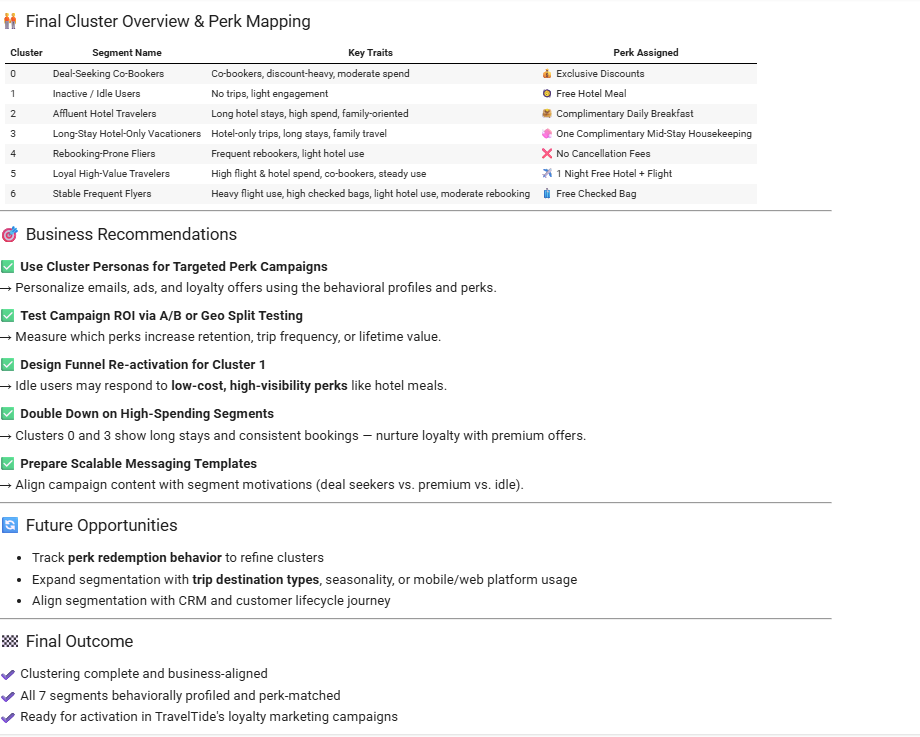 👬 Final Cluster Overview & Perk Mapping
Cluster Segment Name Key Traits Perk Assigned
0 Deal-Seeking Co-Bookers Co-bookers, discount-heavy, moderate spend Exclusive Discounts
1 Inactive / Idle Users No trips, light engagement Free Hotel Meal
2 Affluent Hotel Travelers Long hotel stays, high spend, family-oriented Complimentary Daily Breakfast
3 Long-Stay Hotel-Only Vacationers Hotel-only trips, long stays, family travel One Complimentary Mid-Stay Housekeeping
4 Rebooking-Prone Fliers Frequent rebookers, light hotel use ❌ No Cancellation Fees
5 Loyal High-Value Travelers High flight & hotel spend, co-bookers, steady use ✈️ 1 Night Free Hotel + Flight
6 Stable Frequent Flyers Heavy flight use, high checked bags, light hotel use, moderate rebooking 🧳 Free Checked Bag
🎯 Business Recommendations
✅ Use Cluster Personas for Targeted Perk Campaigns
→ Personalize emails, ads, and loyalty offers using the behavioral profiles and perks.
✅ Test Campaign ROI via A/B or Geo Split Testing
→ Measure which perks increase retention, trip frequency, or lifetime value.
✅ Design Funnel Re-activation for Cluster 1
→ Idle users may respond to low-cost, high-visibility perks like hotel meals.
✅ Double Down on High-Spending Segments
→ Clusters 0 and 3 show long stays and consistent bookings — nurture loyalty with premium offers.
✅ Prepare Scalable Messaging Templates
→ Align campaign content with segment motivations (deal seekers vs. premium vs. idle).
🔄 Future Opportunities
• Track perk redemption behavior to refine clusters
• Expand segmentation with trip destination types, seasonality, or mobile/web platform usage
• Align segmentation with CRM and customer lifecycle journey
🏁 Final Outcome
✔ Clustering complete and business-aligned
✔ All 7 segments behaviorally profiled and perk-matched
✔ Ready for activation in TravelTide's loyalty marketing campaigns